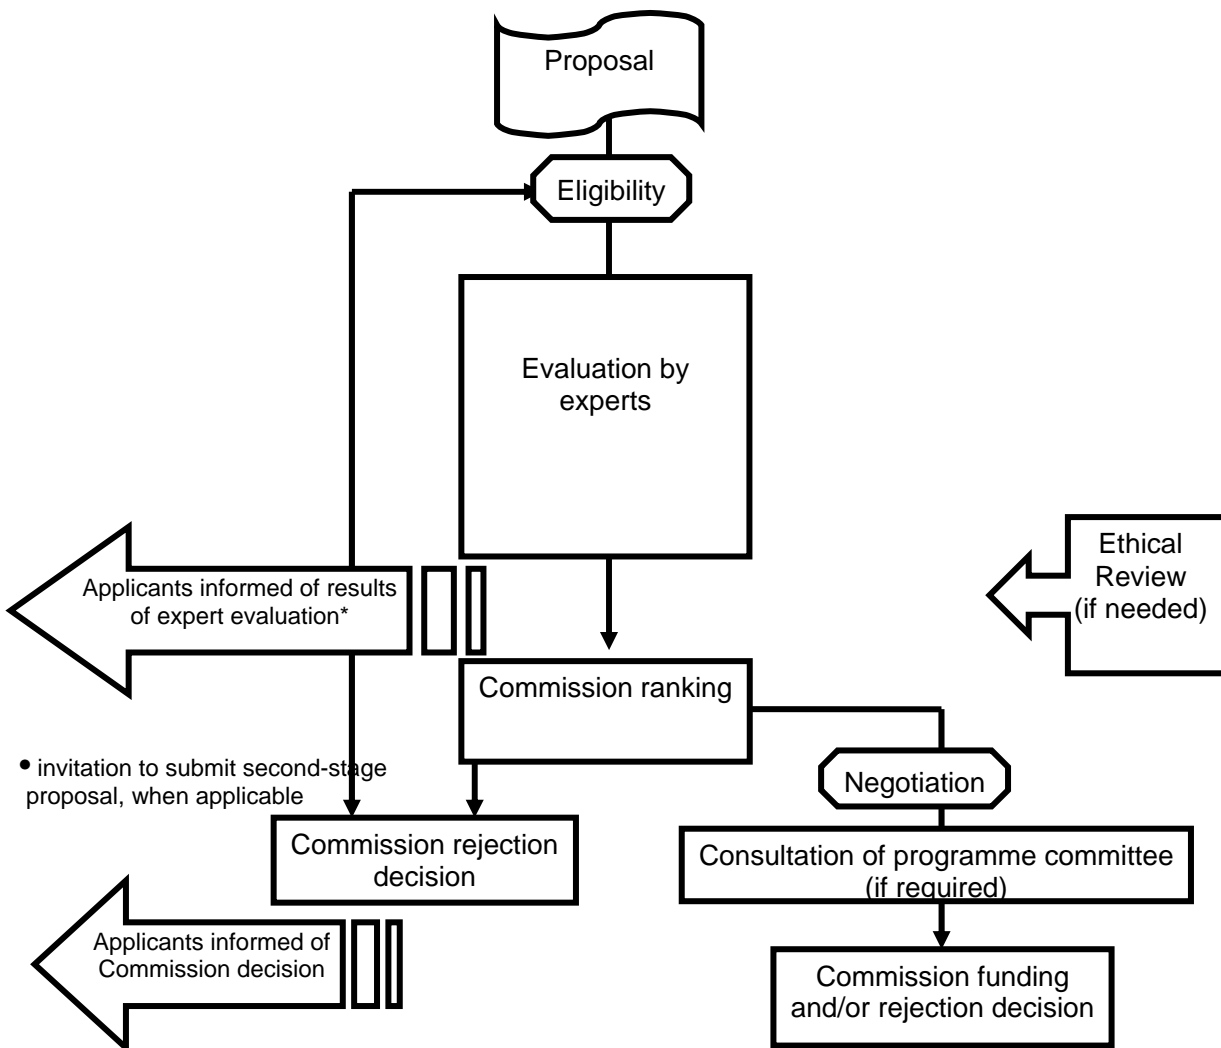 Proposal
Eligibility
Evaluation by
experts
Ethical
Review
(if needed)
Applicants informed of results
of expert evaluation*
Commission ranking
• invitation to submit second-stage
proposal, when applicable
Negotiation
Commission rejection
decision
Consultation of programme committee
(if required)
Applicants informed of
Commission decision
Commission funding
and/or rejection decision